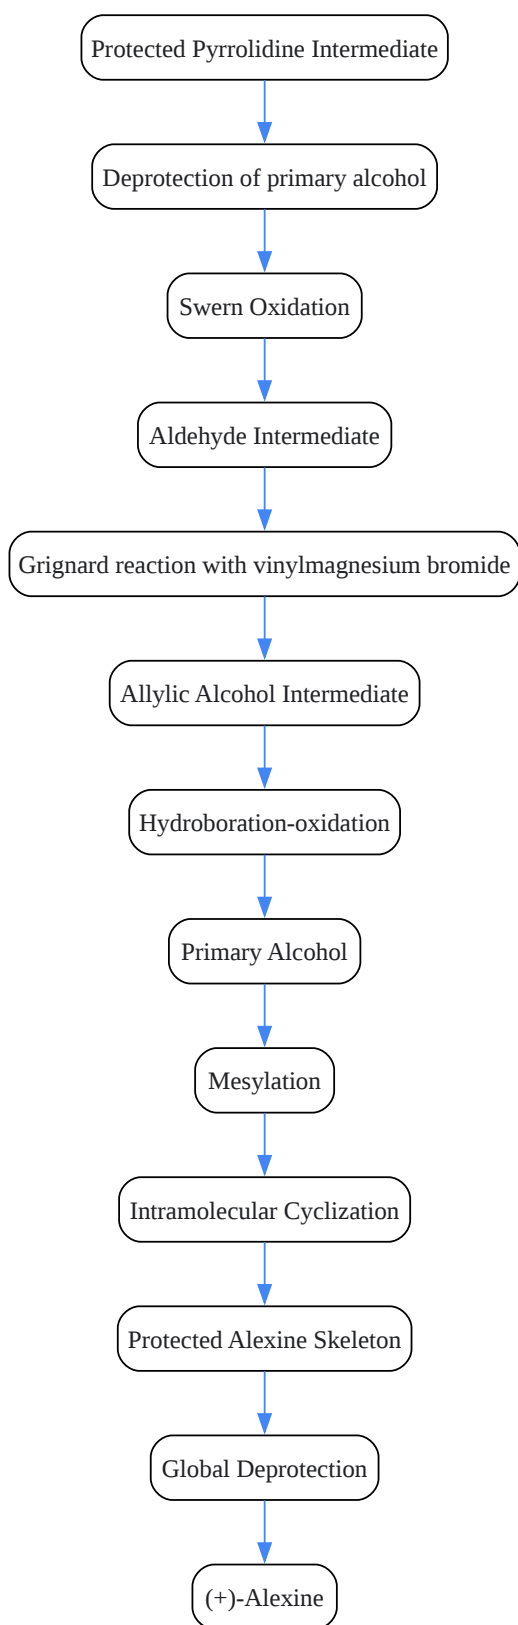 Protected Pyrrolidine Intermediate
Deprotection of primary alcohol
Swern Oxidation
Aldehyde Intermediate
Grignard reaction with vinylmagnesium bromide
Allylic Alcohol Intermediate
Hydroboration-oxidation
Primary Alcohol
Mesylation
Intramolecular Cyclization
Protected Alexine Skeleton
Global Deprotection
(+)-Alexine